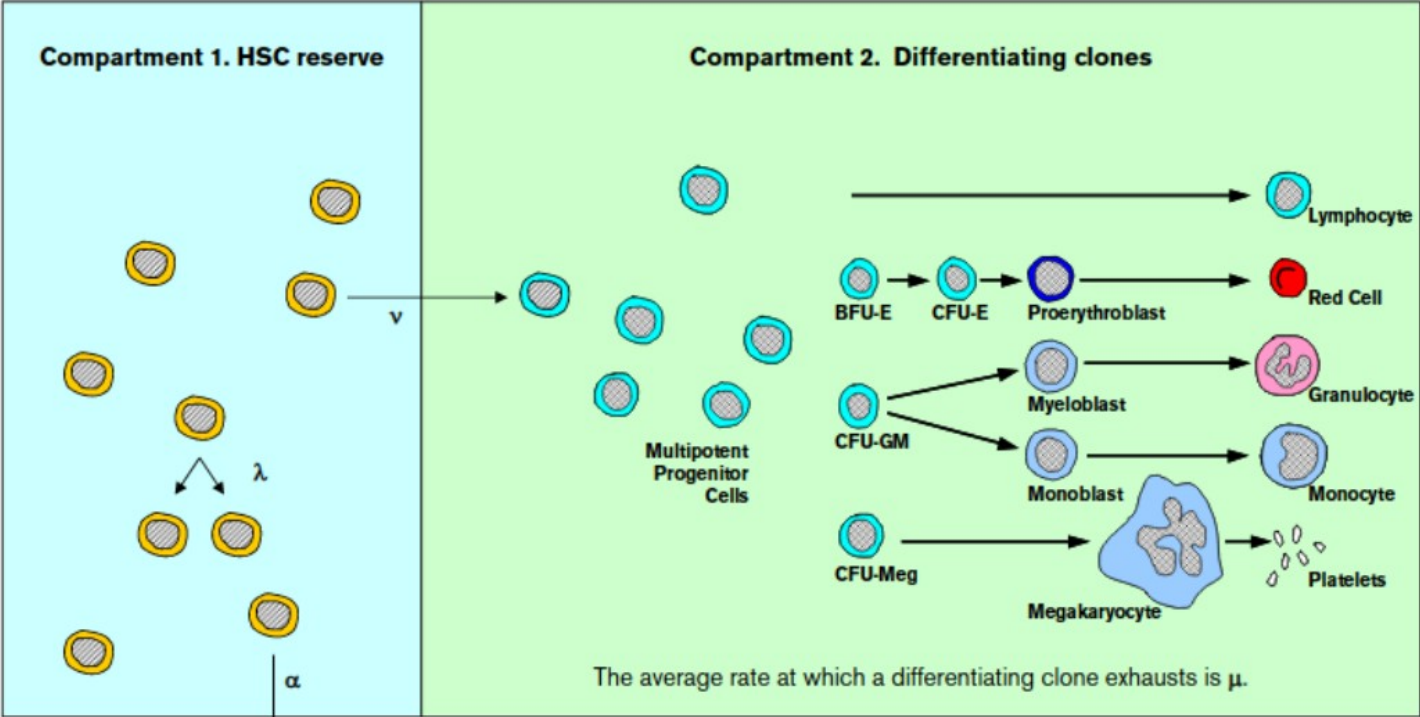 Compartment 1. HSC reserve
Compartment 2. Differentiating clones
Lymphocyte
ν
BFU-E
CFU-E
Proerythroblast
Red Cell
Myeloblast
Granulocyte
CFU-GM
Multipotent
Progenitor
Cells
λ
Monoblast
Monocyte
CFU-Meg
Platelets
Megakaryocyte
α
The average rate at which a differentiating clone exhausts is μ.